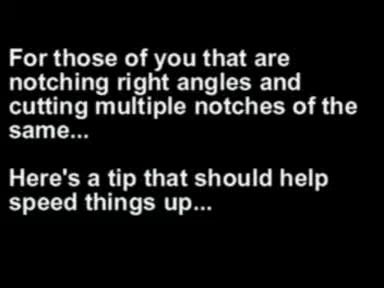 For those of you that are
notching right angles and
cutting multiple notches of the
same...
Here's a tip that should help
speed things up...